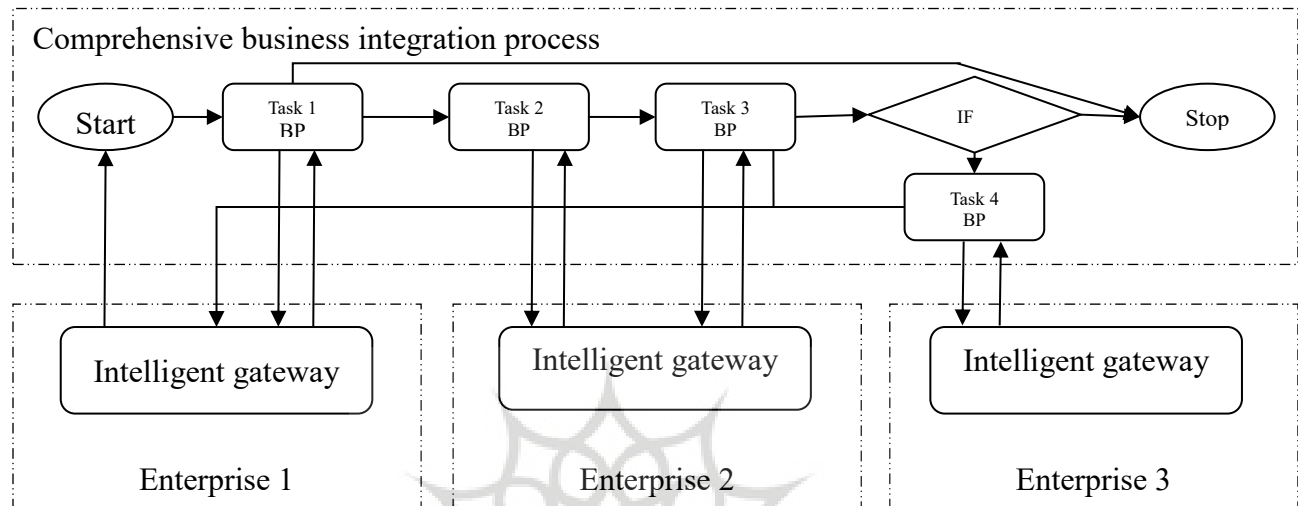 Comprehensive business integration process
Start
Task 1
BP
Task 2
BP
Task 3
BP
IF
Stop
Task 4
BP
Intelligent gateway
Intelligent gateway
Intelligent gateway
Enterprise 1
Enterprise 2
Enterprise 3